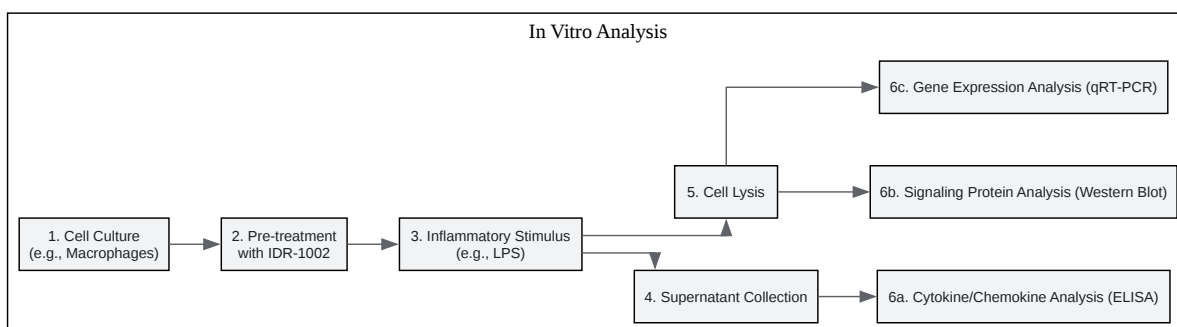 In Vitro Analysis
6c. Gene Expression Analysis (qRT-PCR)
5. Cell Lysis
6b. Signaling Protein Analysis (Western Blot)
1. Cell Culture
(e.g., Macrophages)
2. Pre-treatment
with IDR-1002
3. Inflammatory Stimulus
(e.g., LPS)
4. Supernatant Collection
6a. Cytokine/Chemokine Analysis (ELISA)